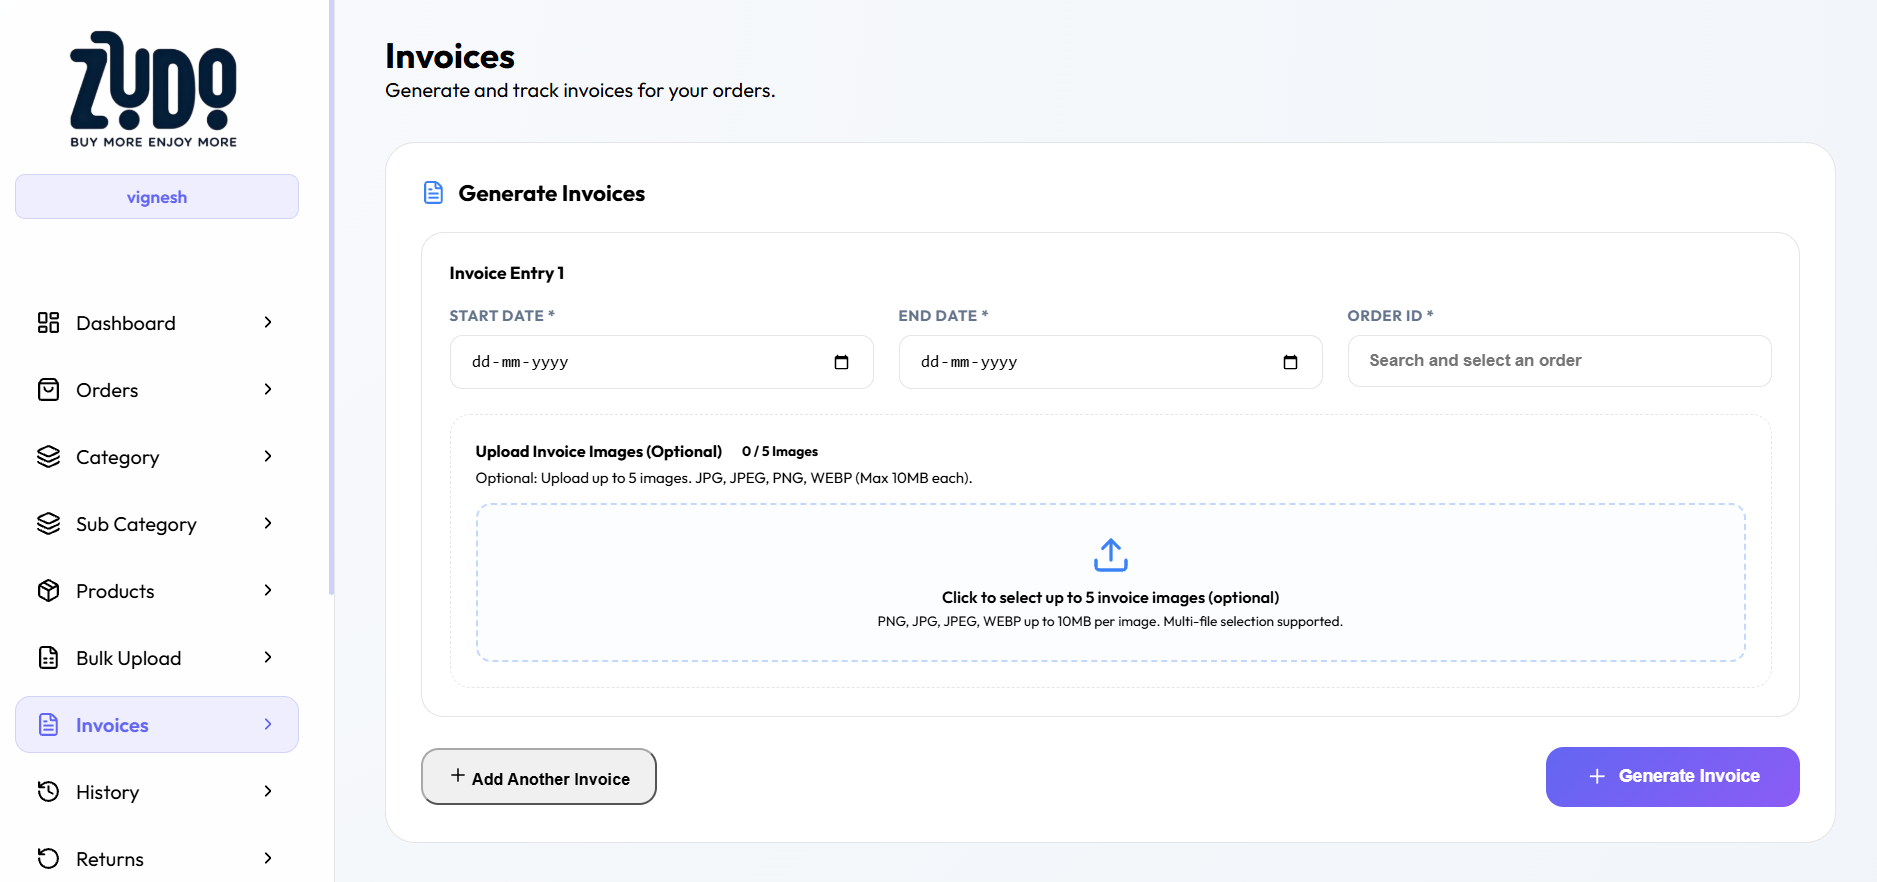 ZUDO
BUY MORE ENJOY MORE
vignesh
Dashboard
Orders
Category
Sub Category
Products
Bulk Upload
Invoices
History
Returns
Invoices
Generate and track invoices for your orders.
Generate Invoices
Invoice Entry 1
START DATE *
dd-mm-yyyy
END DATE *
dd-mm-yyyy
ORDER ID *
Search and select an order
Upload Invoice Images (Optional) 0 / 5 Images
Optional: Upload up to 5 images. JPG, JPEG, PNG, WEBP (Max 10MB each).
Click to select up to 5 invoice images (optional)
PNG, JPG, JPEG, WEBP up to 10MB per image. Multi-file selection supported.
+ Add Another Invoice
+ Generate Invoice